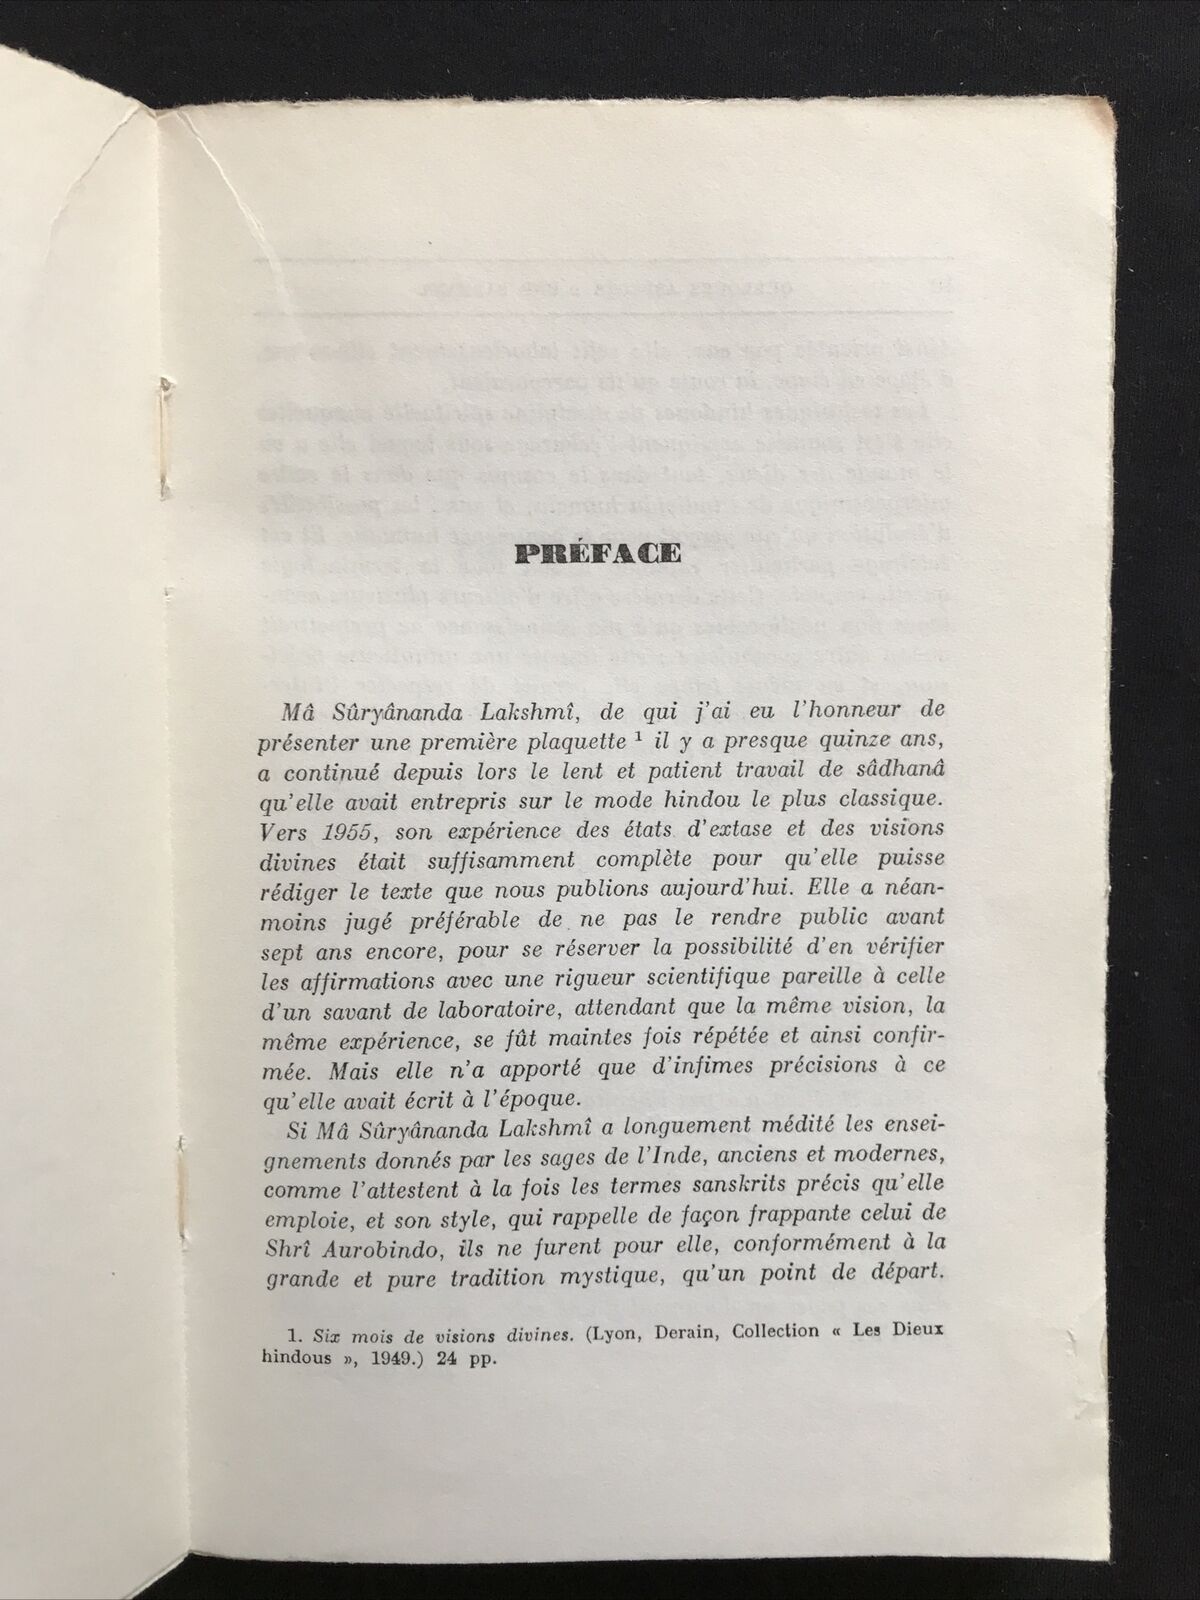 PRÉFACE
Mâ Sûryânanda Lakshmî, de qui j'ai eu l'honneur de
présenter une première plaquette ¹ il y a presque quinze ans,
a continué depuis lors le lent et patient travail de sâdhanâ
qu'elle avait entrepris sur le mode hindou le plus classique.
Vers 1955, son expérience des états d'extase et des visions
divines était suffisamment complète pour qu'elle puisse
rédiger le texte que nous publions aujourd'hui. Elle a néan-
moins jugé préférable de ne pas le rendre public avant
sept ans encore, pour se réserver la possibilité d'en vérifier
les affirmations avec une rigueur scientifique pareille à celle
d'un savant de laboratoire, attendant que la même vision, la
même expérience, se fût maintes fois répétée et ainsi confir-
mée. Mais elle n'a apporté que d'infimes précisions à ce
qu'elle avait écrit à l'époque.
Si Mâ Sûryânanda Lakshmî a longuement médité les ensei-
gnements donnés par les sages de l'Inde, anciens et modernes,
comme l'attestent à la fois les termes sanskrits précis qu'elle
emploie, et son style, qui rappelle de façon frappante celui de
Shrî Aurobindo, ils ne furent pour elle, conformément à la
grande et pure tradition mystique, qu'un point de départ.
1. Six mois de visions divines. (Lyon, Derain, Collection « Les Dieux
hindous », 1949.) 24 pp.